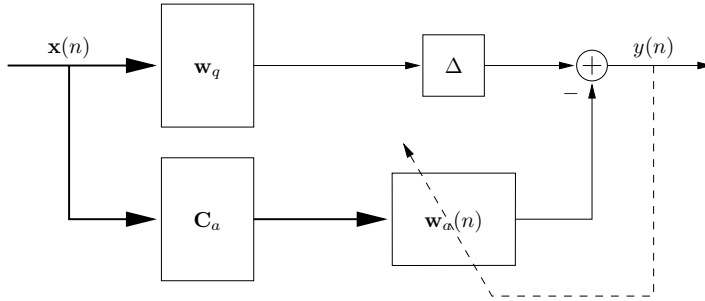 𝐱(n)
𝐰_q
Δ
+
−
y(n)
𝐂_a
𝐰_a(n)